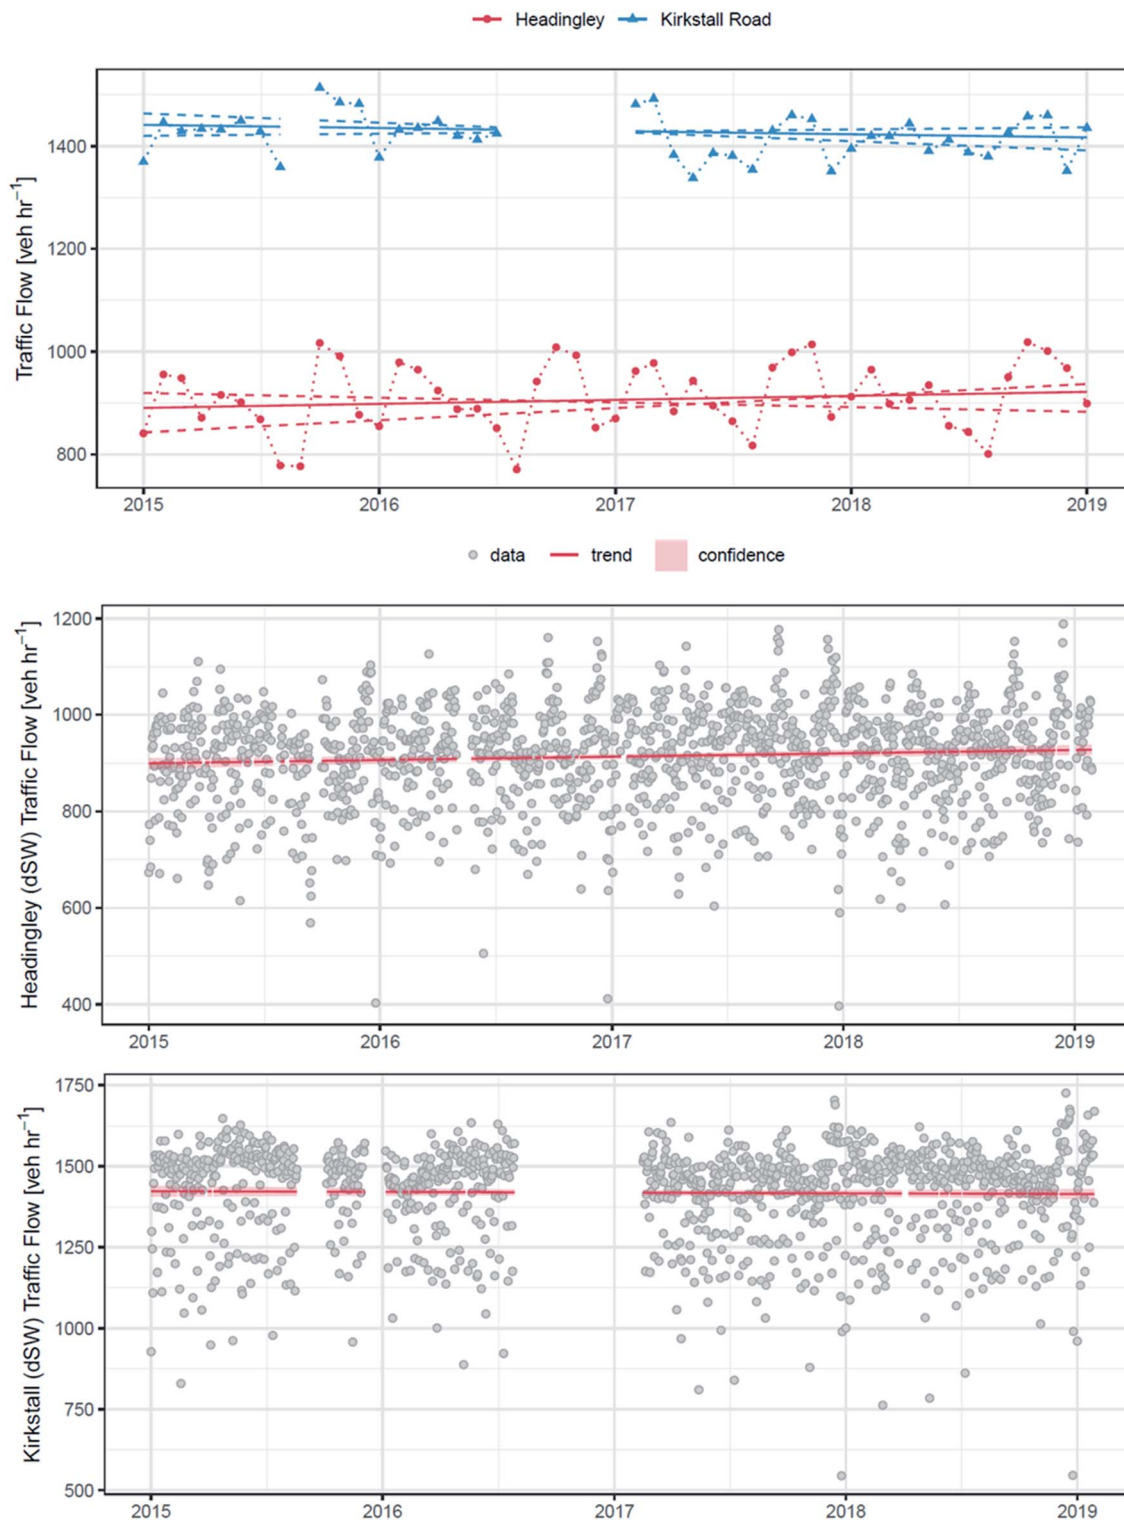 Headingley Kirkstall Road
Traffic Flow [veh hr⁻¹]
1400
1200
1000
800
2015 2016 2017 2018 2019
data trend confidence
Headingley (dSW) Traffic Flow [veh hr⁻¹]
1200
1000
800
600
400
2015 2016 2017 2018 2019
Kirkstall (dSW) Traffic Flow [veh hr⁻¹]
1750
1500
1250
1000
750
500
2015 2016 2017 2018 2019